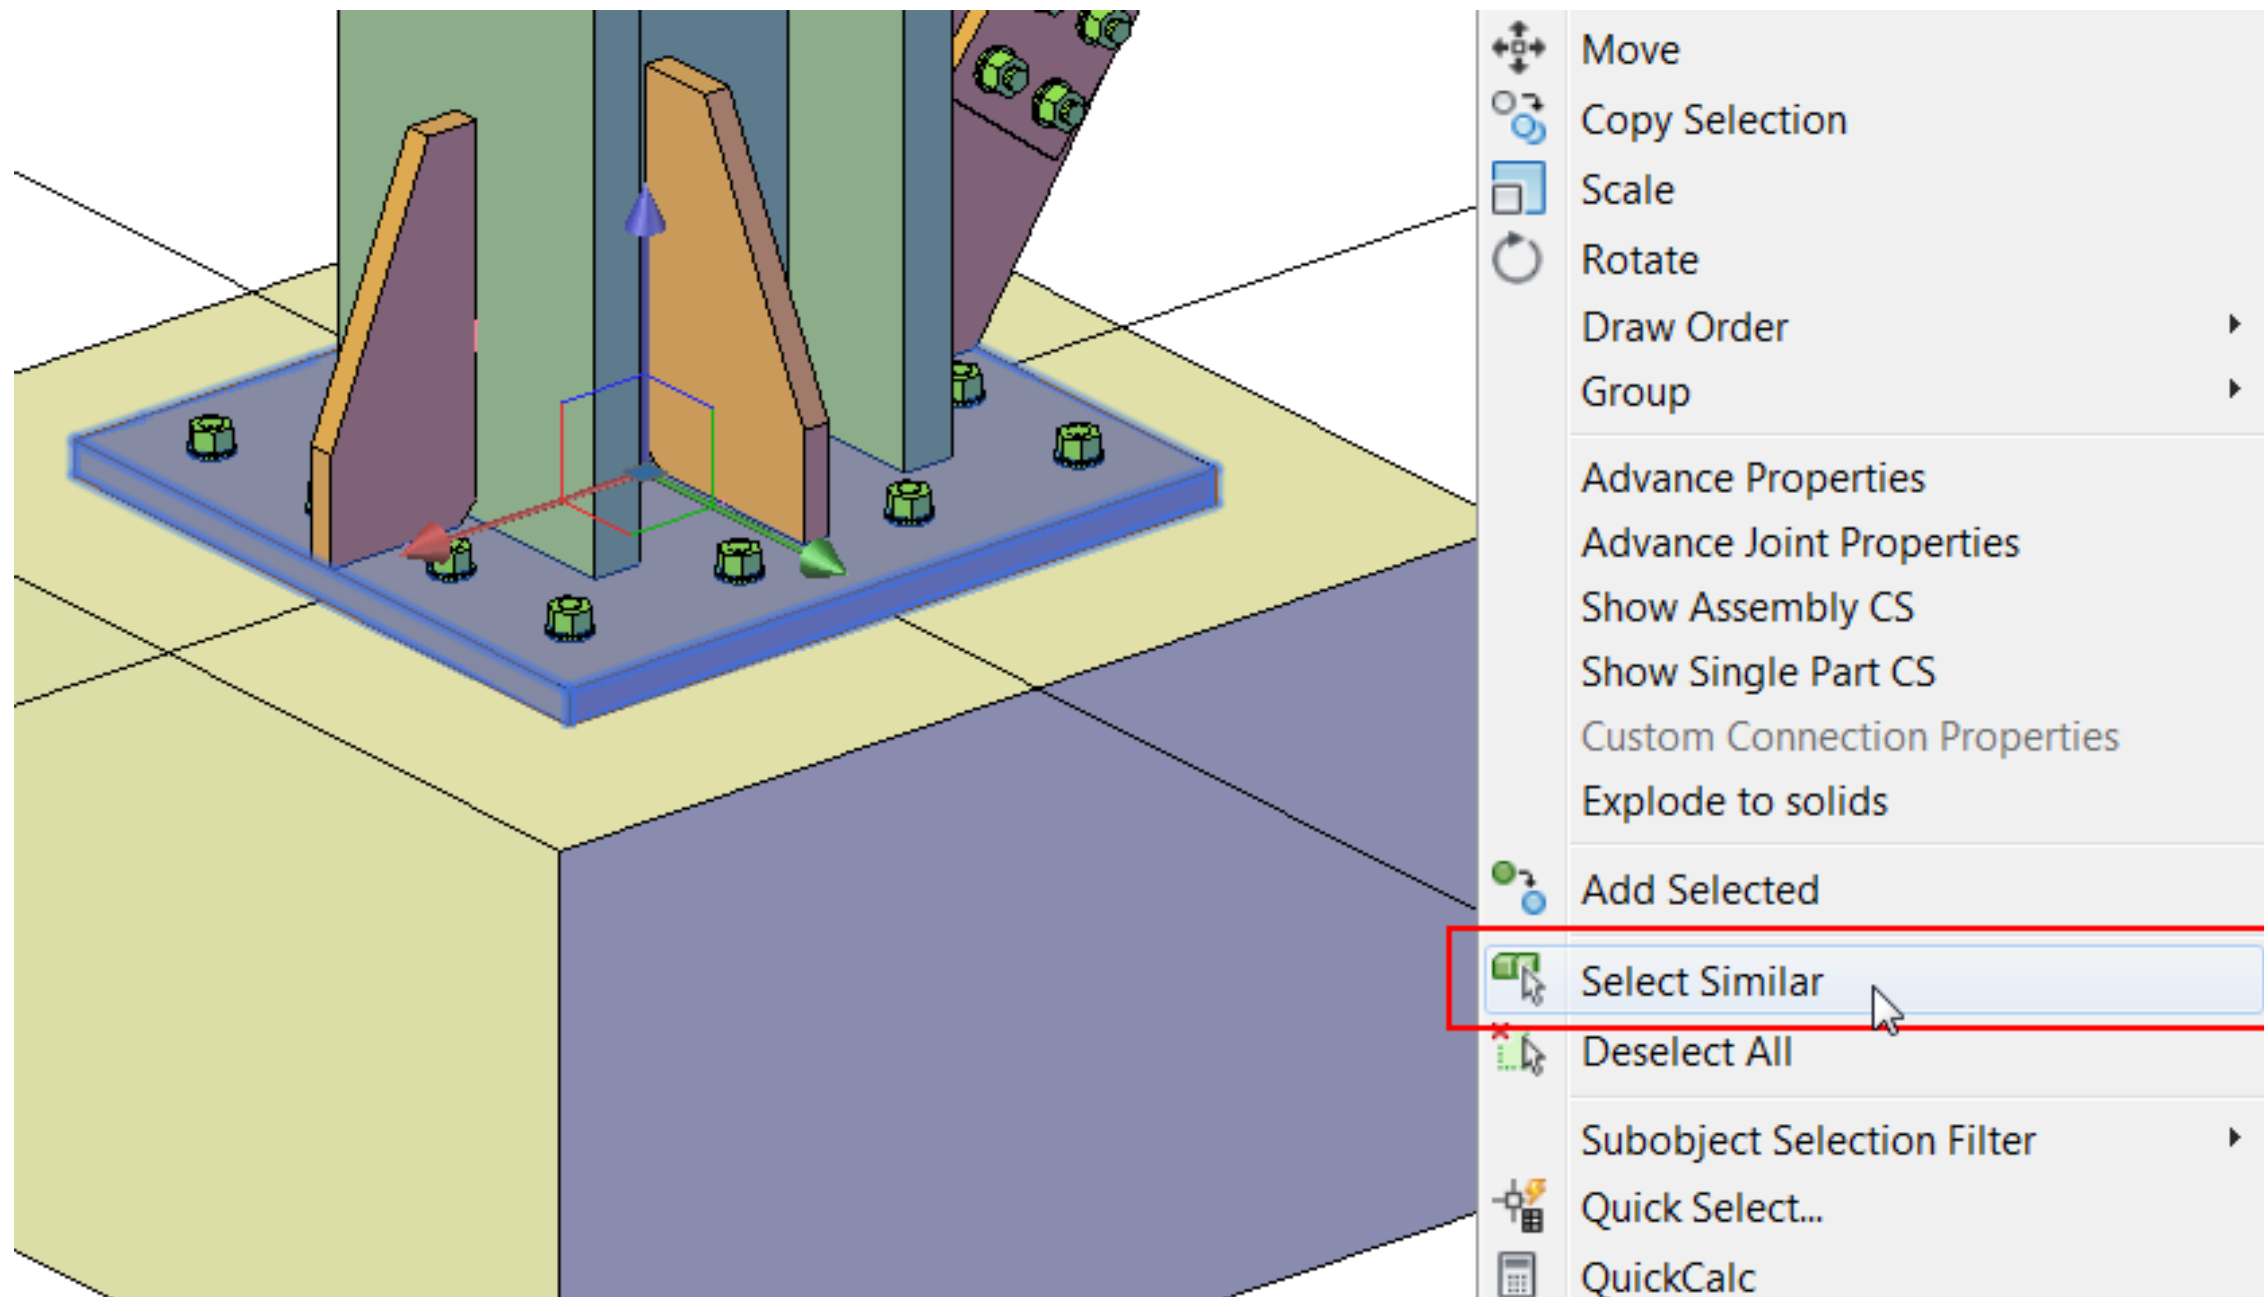 Move
Copy Selection
Scale
Rotate
Draw Order
Group
Advance Properties
Advance Joint Properties
Show Assembly CS
Show Single Part CS
Custom Connection Properties
Explode to solids
Add Selected
Select Similar
Deselect All
Subobject Selection Filter
Quick Select...
QuickCalc